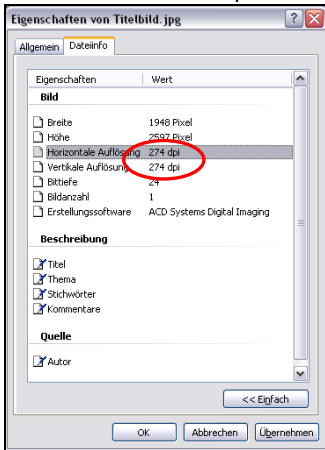 Eigenschaften von Titelbild.jpg
Allgemein Dateiinfo
Eigenschaften Wert
Bild
Breite 1948 Pixel
Höhe 2597 Pixel
Horizontale Auflösung 274 dpi
Vertikale Auflösung 274 dpi
Bittiefe 24
Bildanzahl 1
Erstellungssoftware ACD Systems Digital Imaging
Beschreibung
Titel
Thema
Stichwörter
Kommentare
Quelle
Autor
<< Einfach
OK Abbrechen Übernehmen